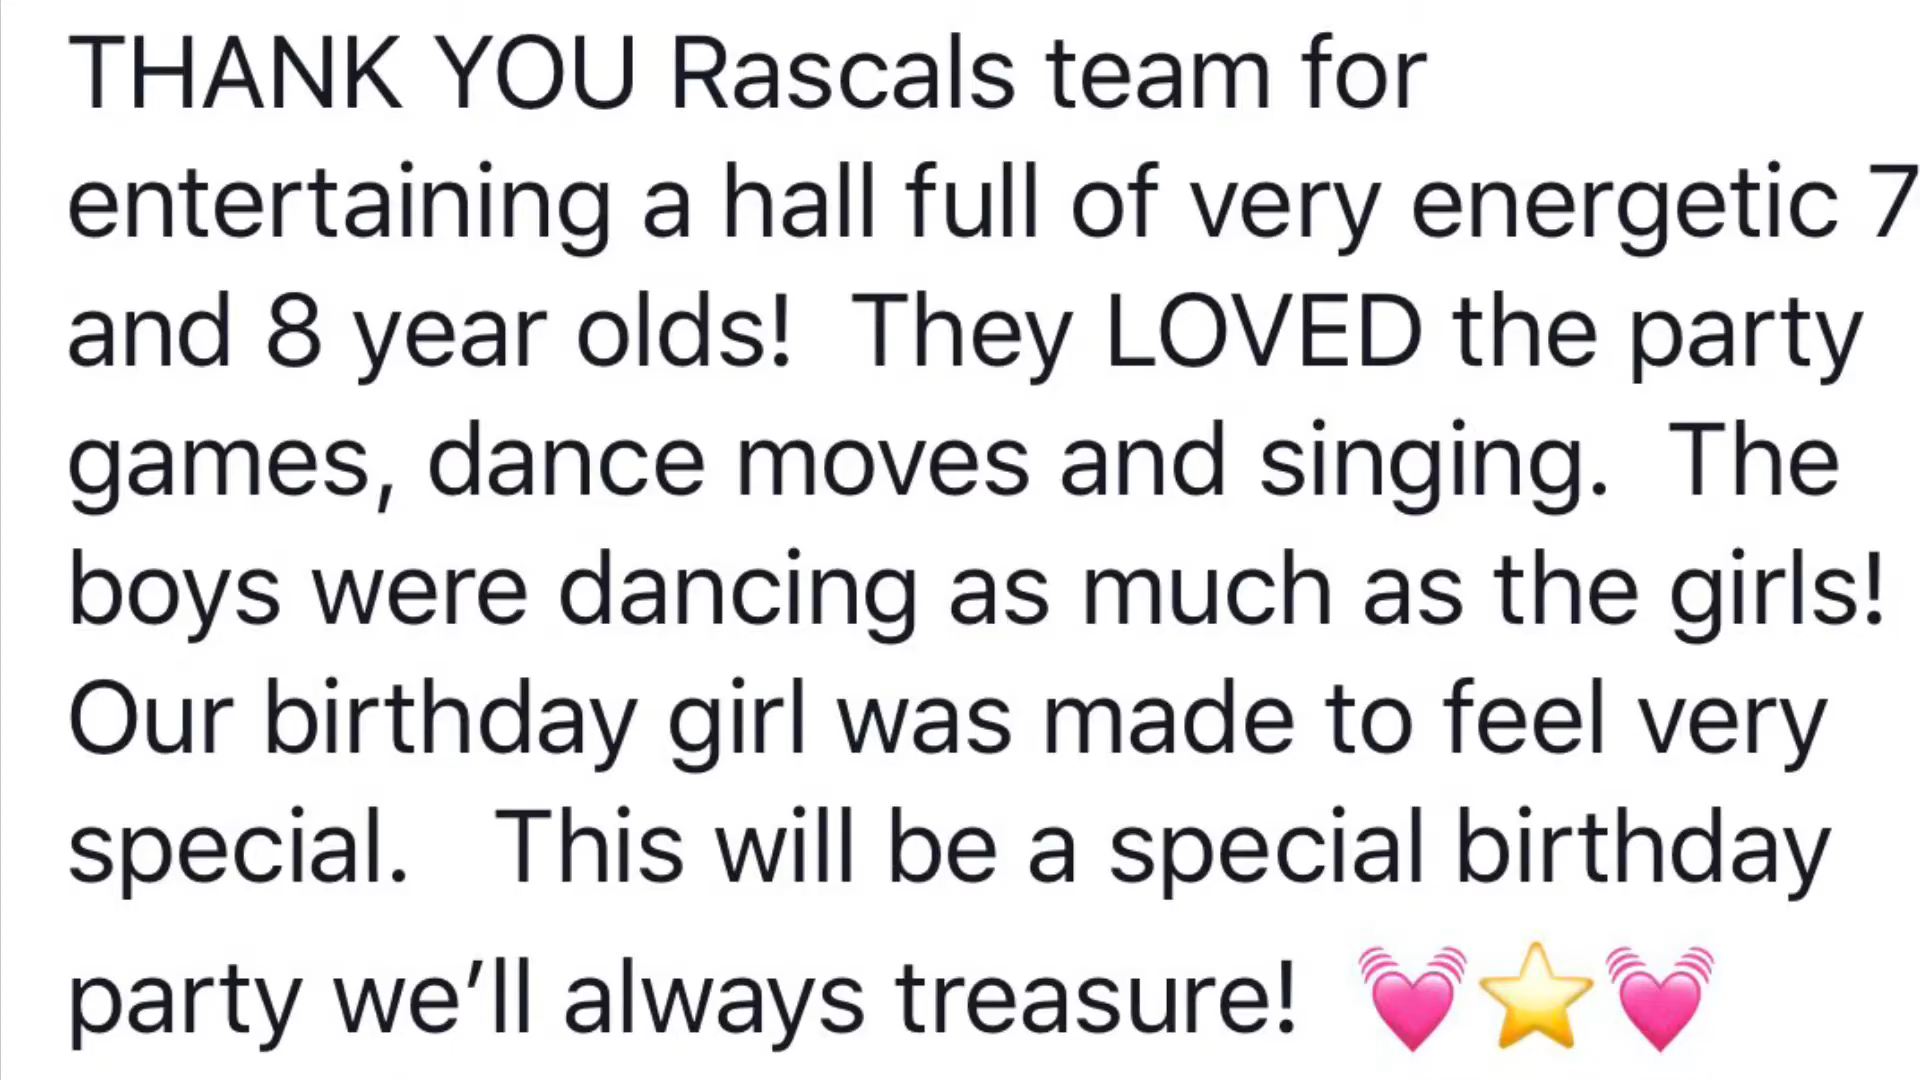 THANK YOU Rascals team for
entertaining a hall full of very energetic 7
and 8 year olds!  They LOVED the party
games, dance moves and singing.  The
boys were dancing as much as the girls!
Our birthday girl was made to feel very
special.   This will be a special birthday
party we’ll always treasure!  💓⭐💓